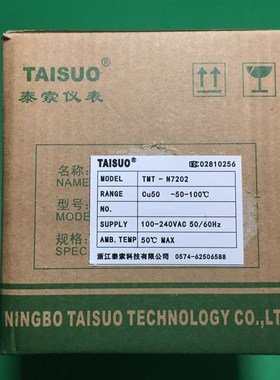 TAISUO®
泰索仪表
名称:
NAME
型号:
MODE
规格:
SPEC
TAISUO® 02810256
MODEL TMT - N7202
RANGE Cu50 -50-100℃
NO.
SUPPLY 100-240VAC 50/60Hz
AMB.TEMP 50℃ MAX
浙江泰索科技有限公司 0574-62506588
NINGBO TAISUO TECHNOLOGY CO.,LTD